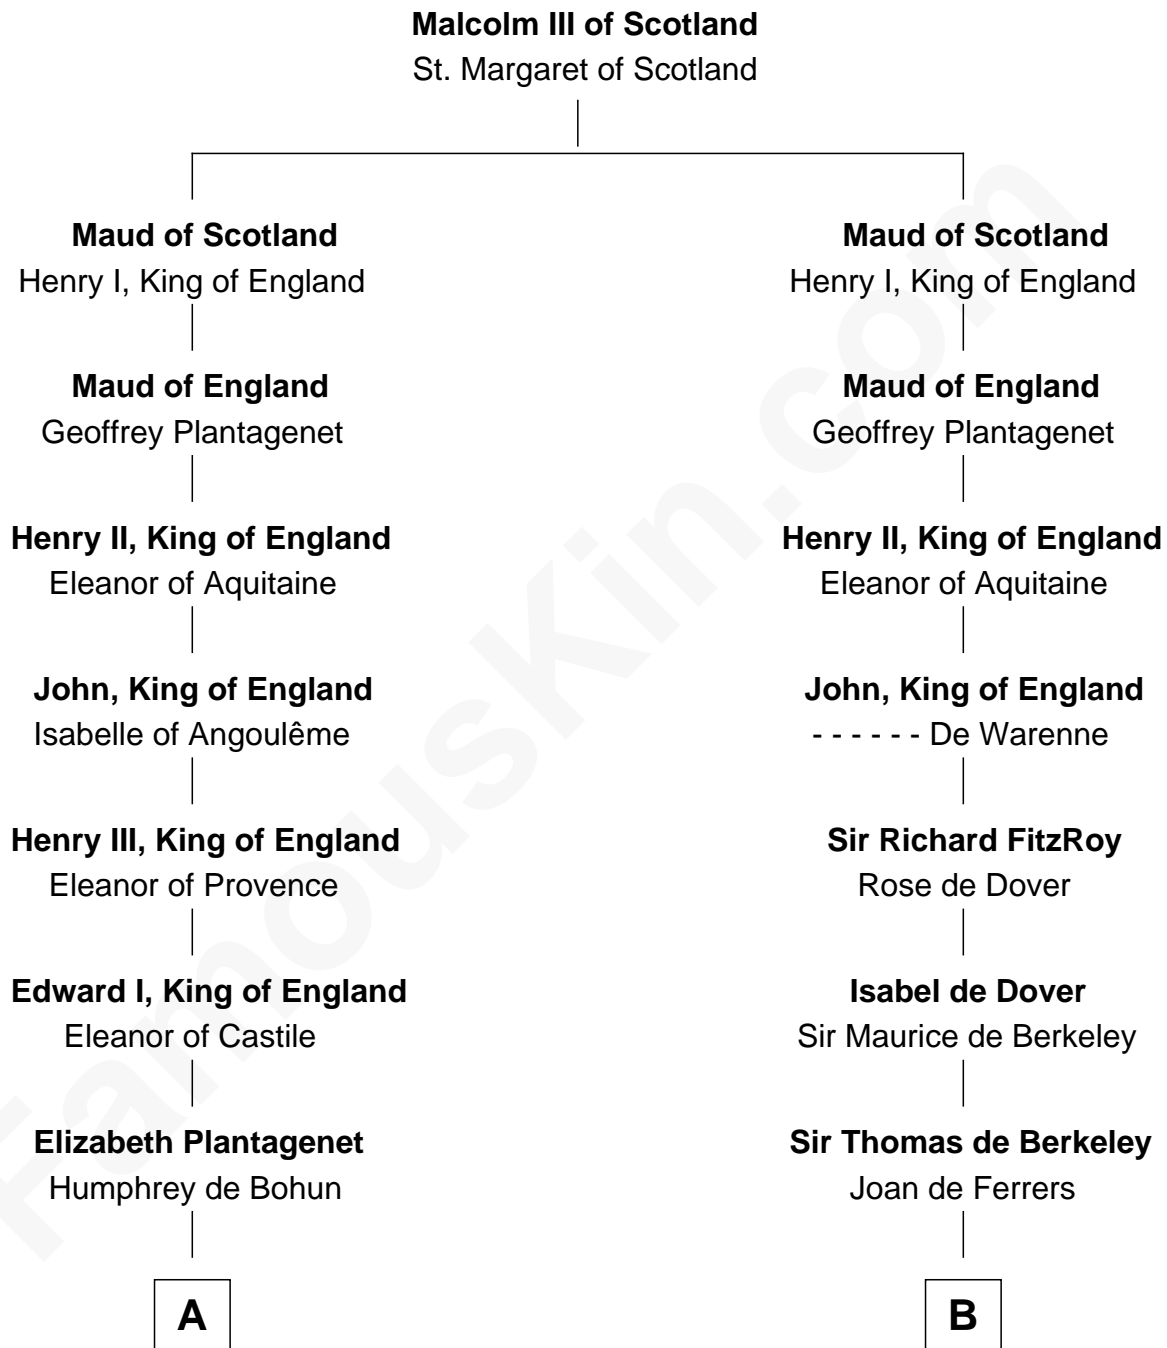 Malcolm III of Scotland
St. Margaret of Scotland
Maud of Scotland
Henry I, King of England
Maud of Scotland
Henry I, King of England
Maud of England
Geoffrey Plantagenet
Maud of England
Geoffrey Plantagenet
Henry II, King of England
Eleanor of Aquitaine
Henry II, King of England
Eleanor of Aquitaine
John, King of England
Isabelle of Angoulême
John, King of England
- - - - - - De Warenne
Henry III, King of England
Eleanor of Provence
Sir Richard FitzRoy
Rose de Dover
Edward I, King of England
Eleanor of Castile
Isabel de Dover
Sir Maurice de Berkeley
Elizabeth Plantagenet
Humphrey de Bohun
Sir Thomas de Berkeley
Joan de Ferrers
A
B
FamousKin.com